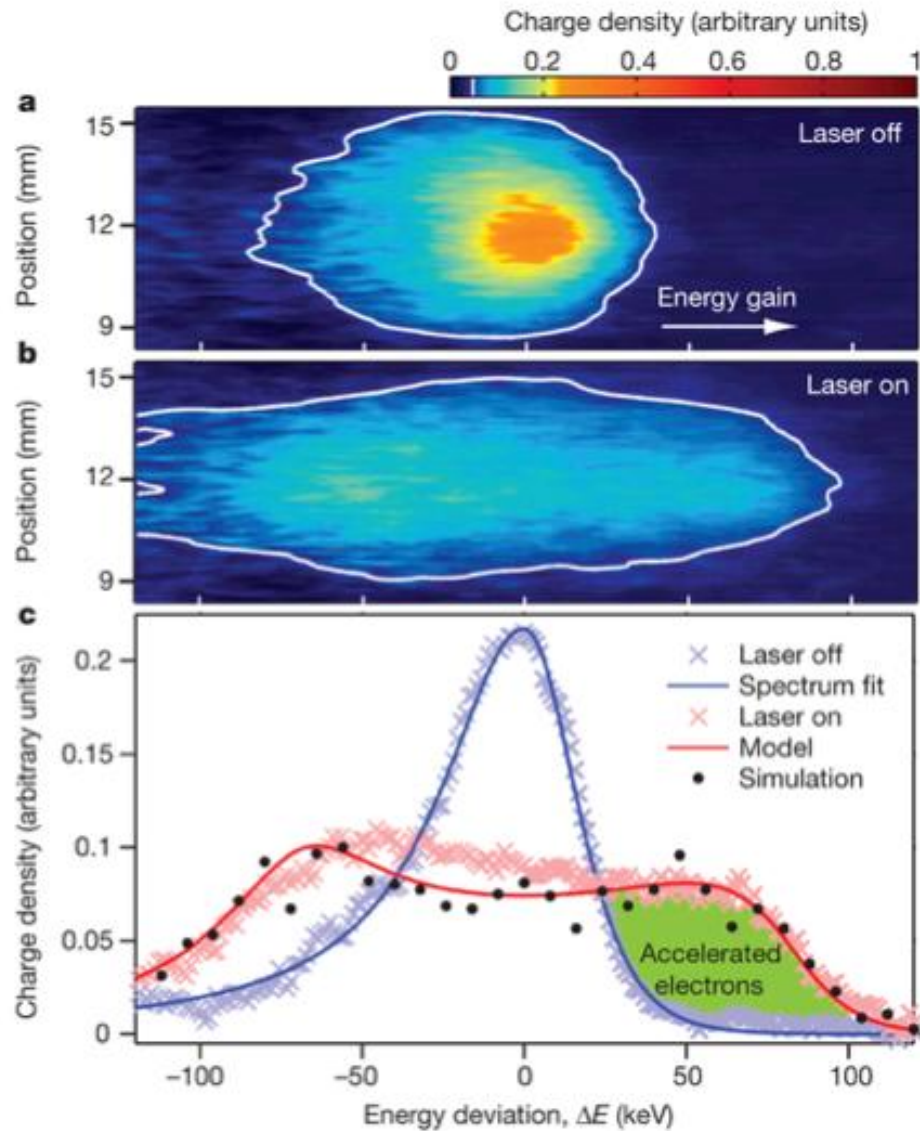 Charge density (arbitrary units)
0 0.2 0.4 0.6 0.8 1
a
Laser off
15
12
9
Position (mm)
Energy gain
b
Laser on
15
12
9
Position (mm)
c
0.2
0.15
0.1
0.05
0
Charge density (arbitrary units)
Laser off
Spectrum fit
Laser on
Model
Simulation
Accelerated
electrons
−100 −50 0 50 100
Energy deviation, ΔE (keV)